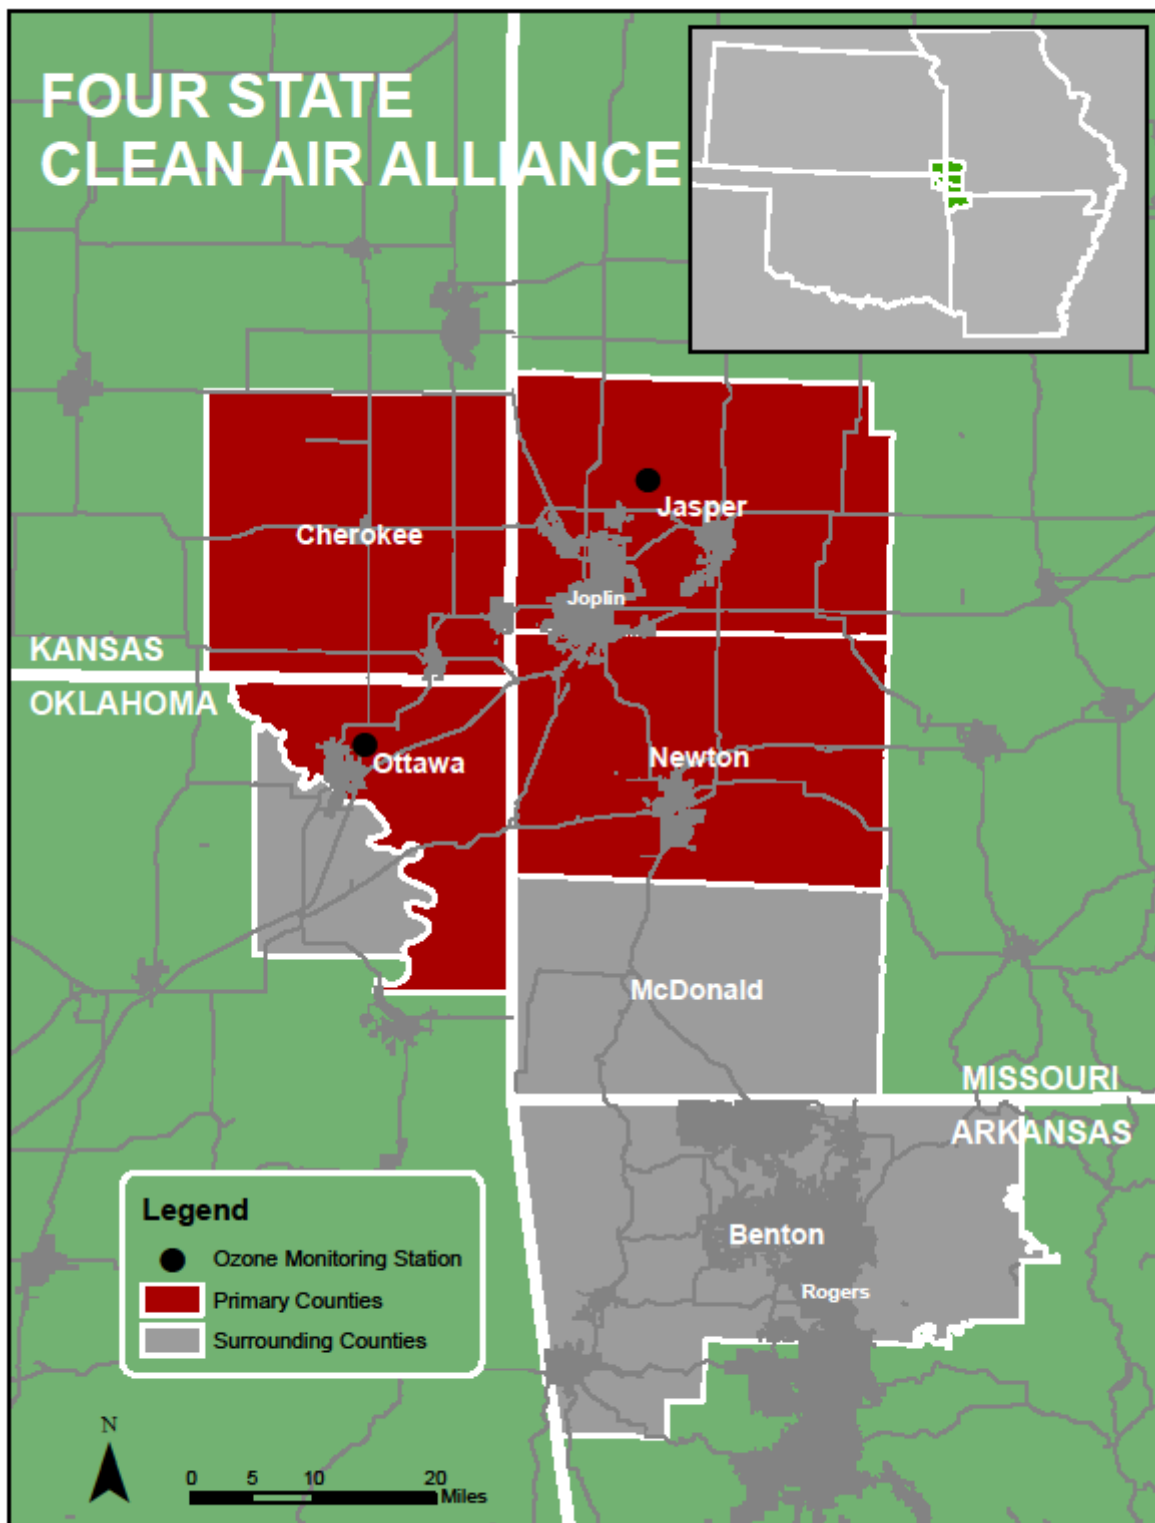 FOUR STATE
CLEAN AIR ALLIANCE
Jasper
Cherokee
Joplin
KANSAS
OKLAHOMA
Ottawa
Newton
McDonald
MISSOURI
ARKANSAS
Benton
Rogers
Legend
Ozone Monitoring Station
Primary Counties
Surrounding Counties
N
0 5 10 20
Miles